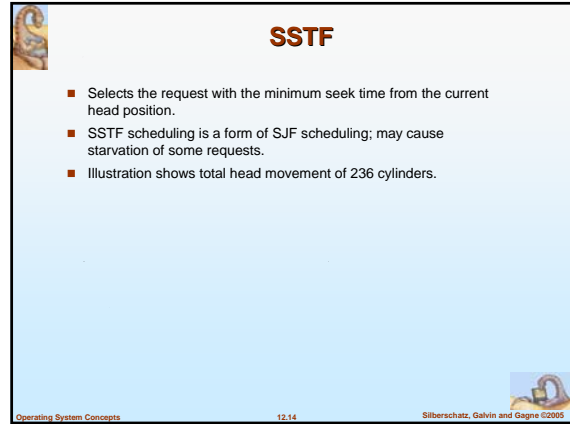 SSTF
Selects the request with the minimum seek time from the current
head position.
SSTF scheduling is a form of SJF scheduling; may cause
starvation of some requests.
Illustration shows total head movement of 236 cylinders.
Operating System Concepts 12.14 Silberschatz, Galvin and Gagne ©2005